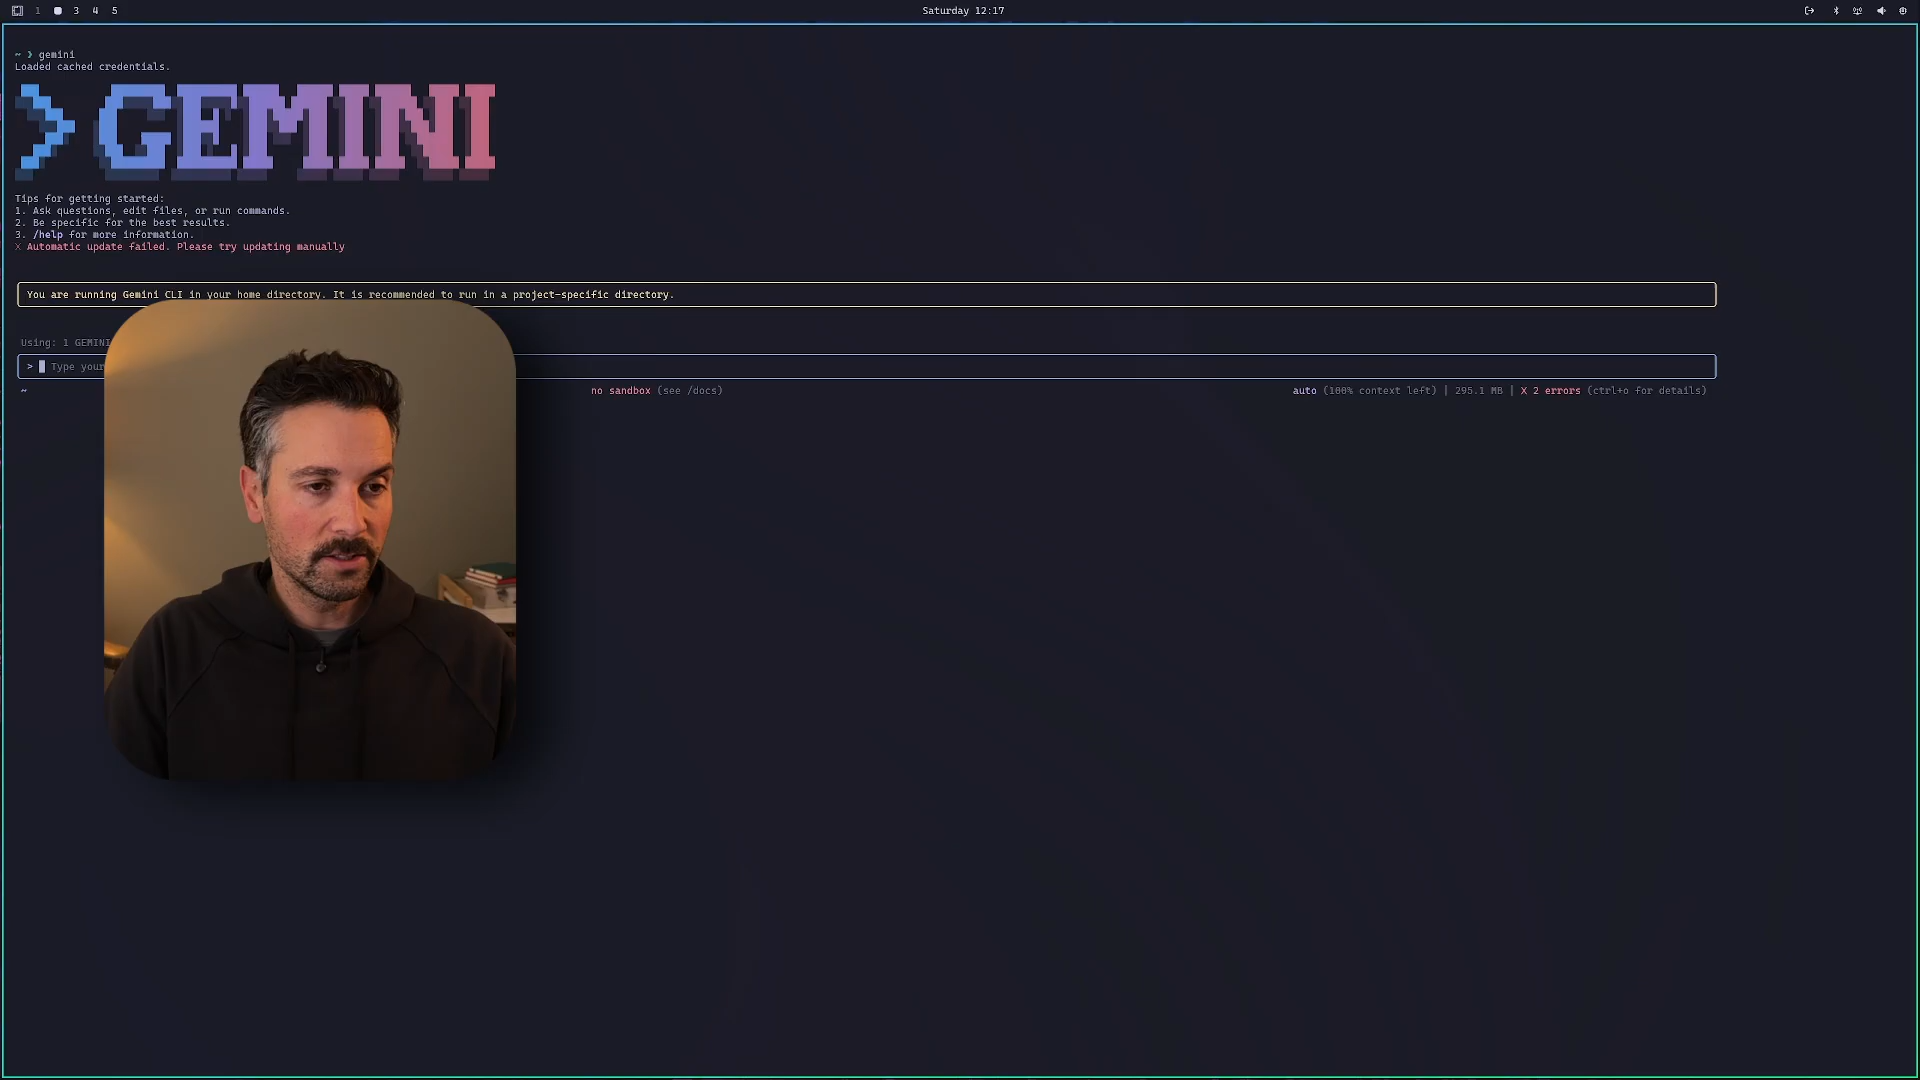 1 3 4 5
Saturday 12:17
~ ❯ gemini
Loaded cached credentials.
> GEMINI
Tips for getting started:
1. Ask questions, edit files, or run commands.
2. Be specific for the best results.
3. /help for more information.
X Automatic update failed. Please try updating manually
You are running Gemini CLI in your home directory. It is recommended to run in a project-specific directory.
Using: 1 GEMINI
> Type your
~ no sandbox (see /docs) auto (100% context left) | 295.1 MB | X 2 errors (ctrl+o for details)